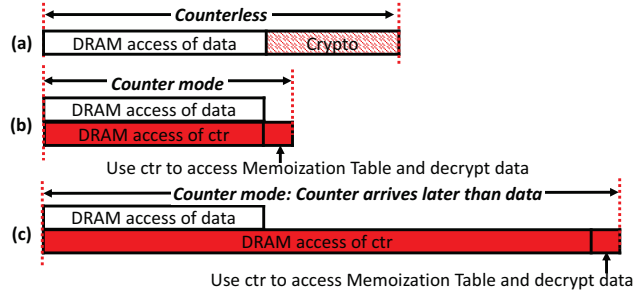 Counterless
(a) DRAM access of data Crypto
Counter mode
DRAM access of data
(b) DRAM access of ctr
Use ctr to access Memoization Table and decrypt data
Counter mode: Counter arrives later than data
DRAM access of data
(c) DRAM access of ctr
Use ctr to access Memoization Table and decrypt data